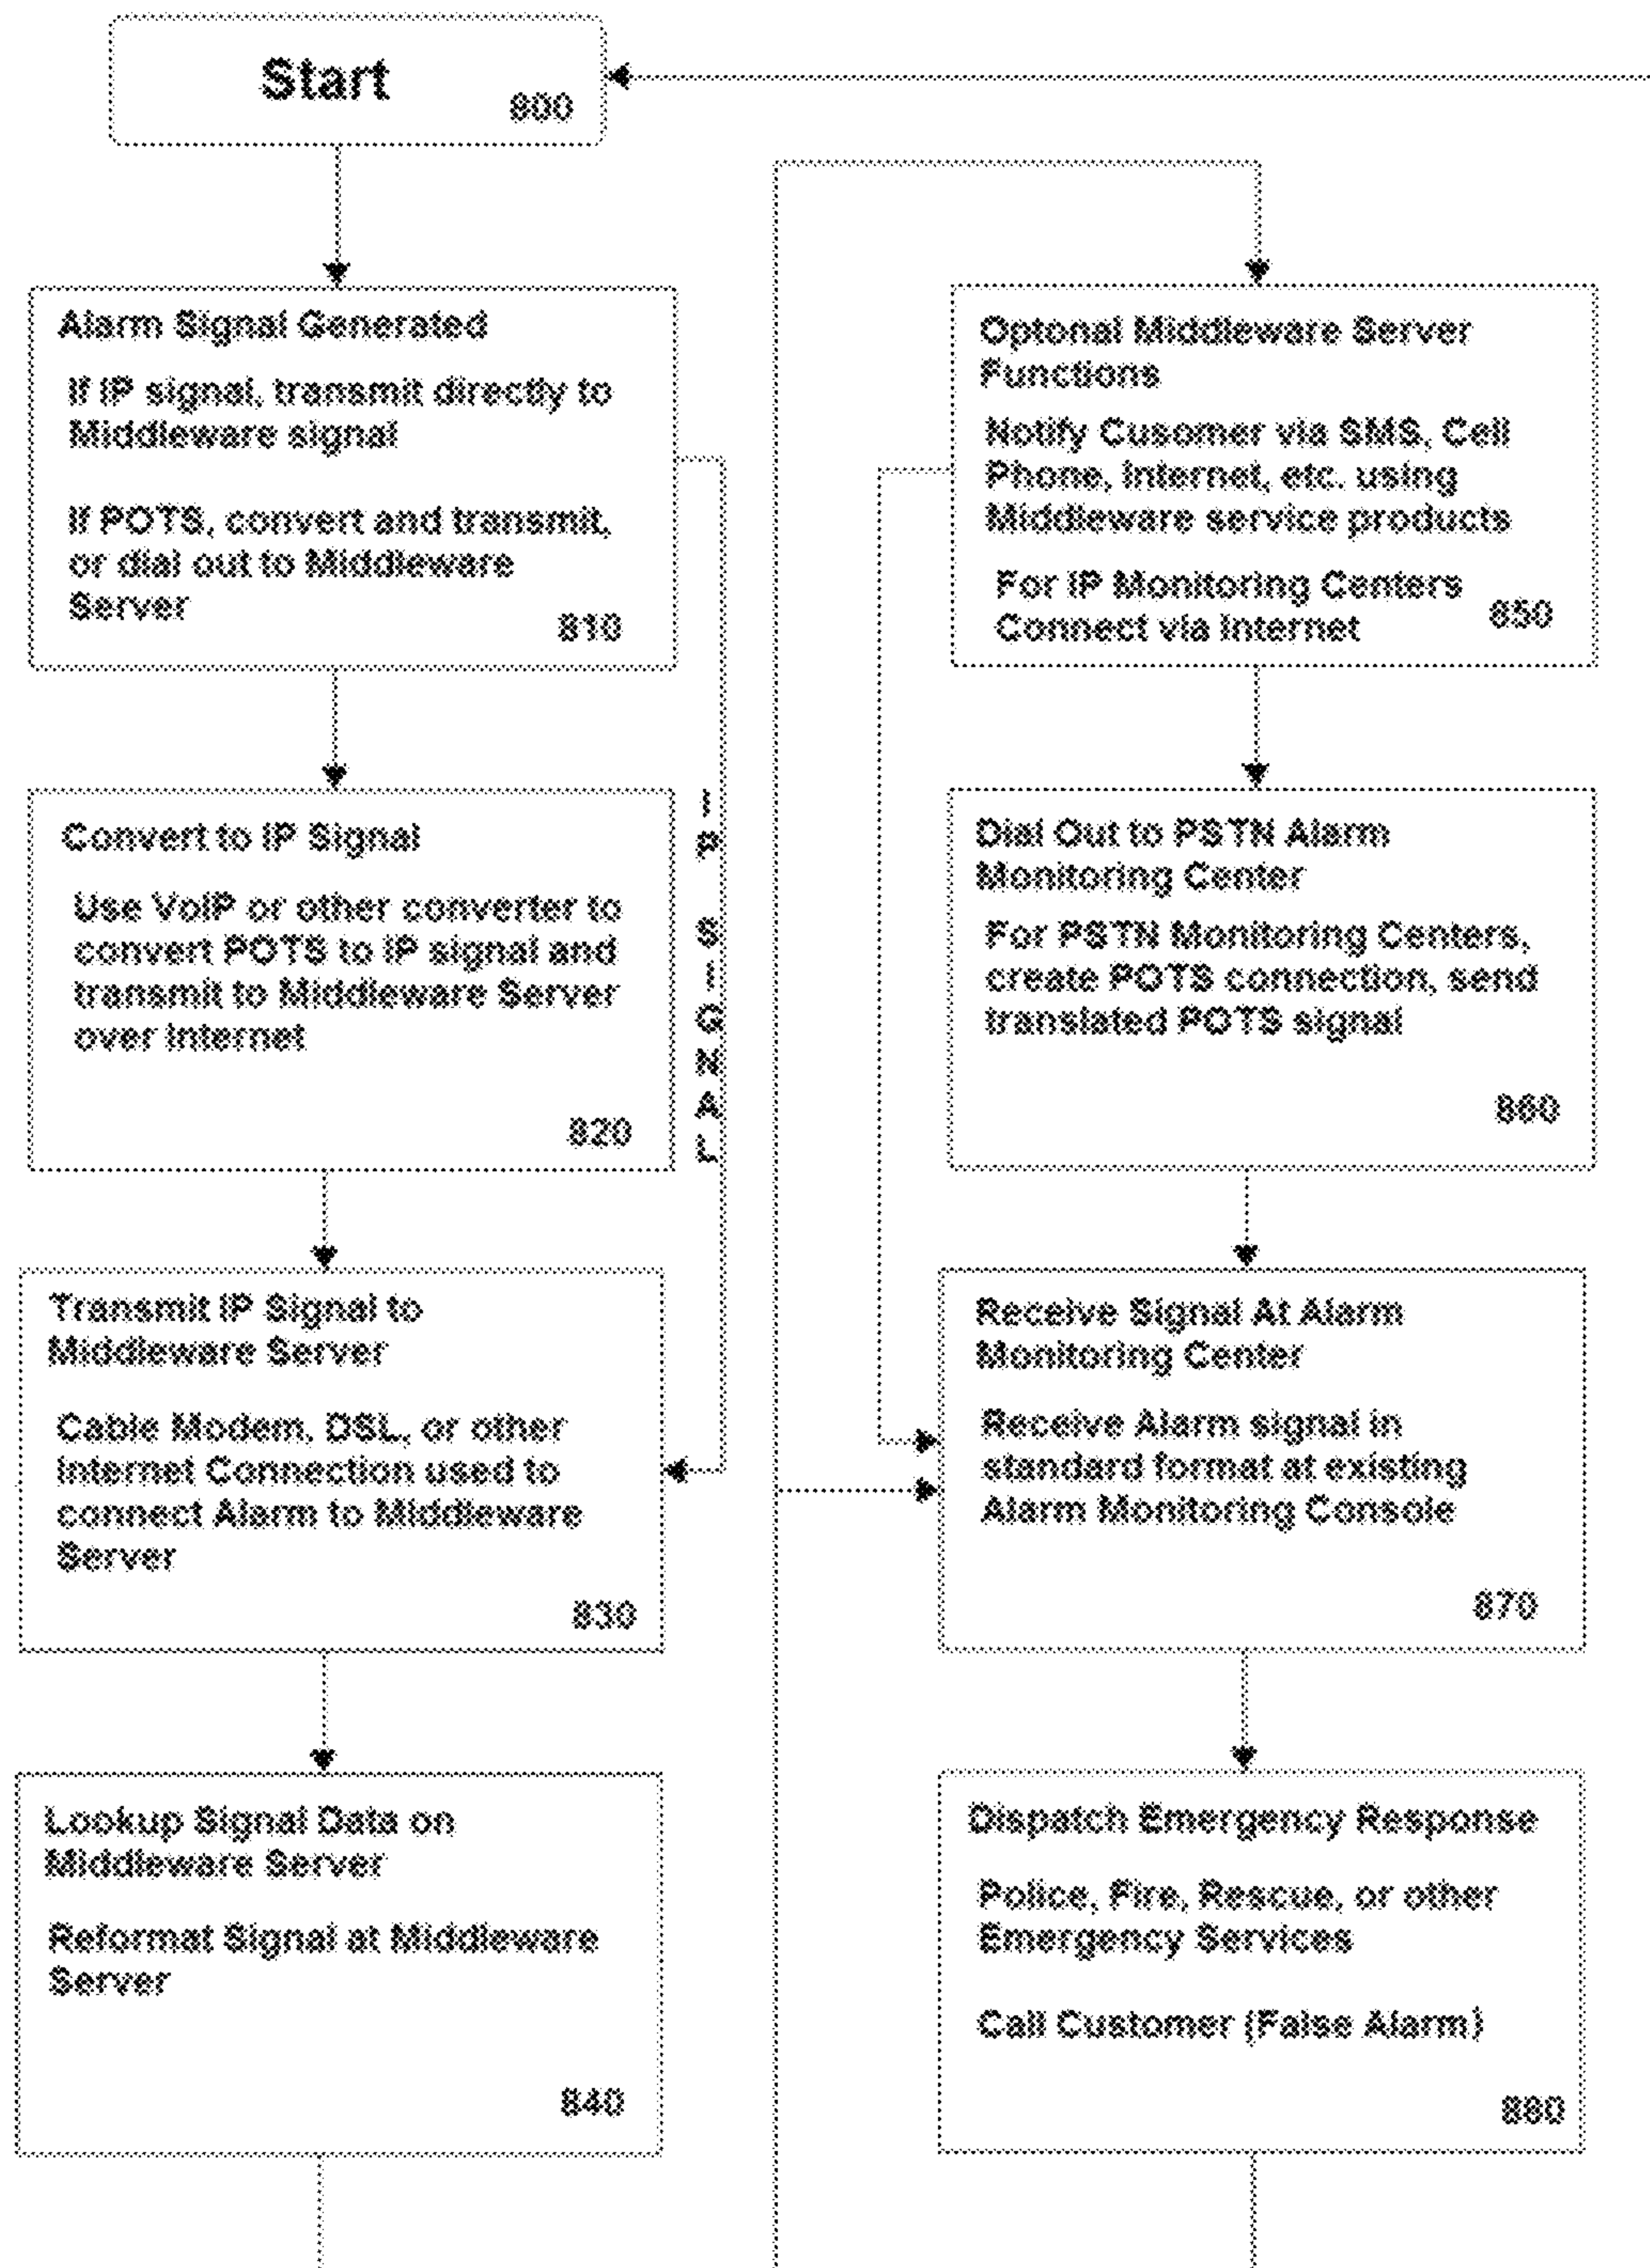 Start
800
Alarm Signal Generated
If IP signal, transmit directly to
Middleware signal
If POTS, convert and transmit,
or dial out to Middleware
Server
810
Convert to IP Signal
Use VoIP or other converter to
convert POTS to IP signal and
transmit to Middleware Server
over Internet
820
IP SIGNAL
Transmit IP Signal to
Middleware Server
Cable Modem, DSL, or other
Internet Connection used to
connect Alarm to Middleware
Server
830
Lookup Signal Data on
Middleware Server
Reformat Signal at Middleware
Server
840
Optonal Middleware Server
Functions
Notify Cusomer via SMS, Cell
Phone, Internet, etc. using
Middleware service products
For IP Monitoring Centers
Connect via Internet
850
Dial Out to PSTN Alarm
Monitoring Center
For PSTN Monitoring Centers,
create POTS connection, send
translated POTS signal
860
Receive Signal At Alarm
Monitoring Center
Receive Alarm signal in
standard format at existing
Alarm Monitoring Console
870
Dispatch Emergency Response
Police, Fire, Rescue, or other
Emergency Services
Call Customer (False Alarm)
880